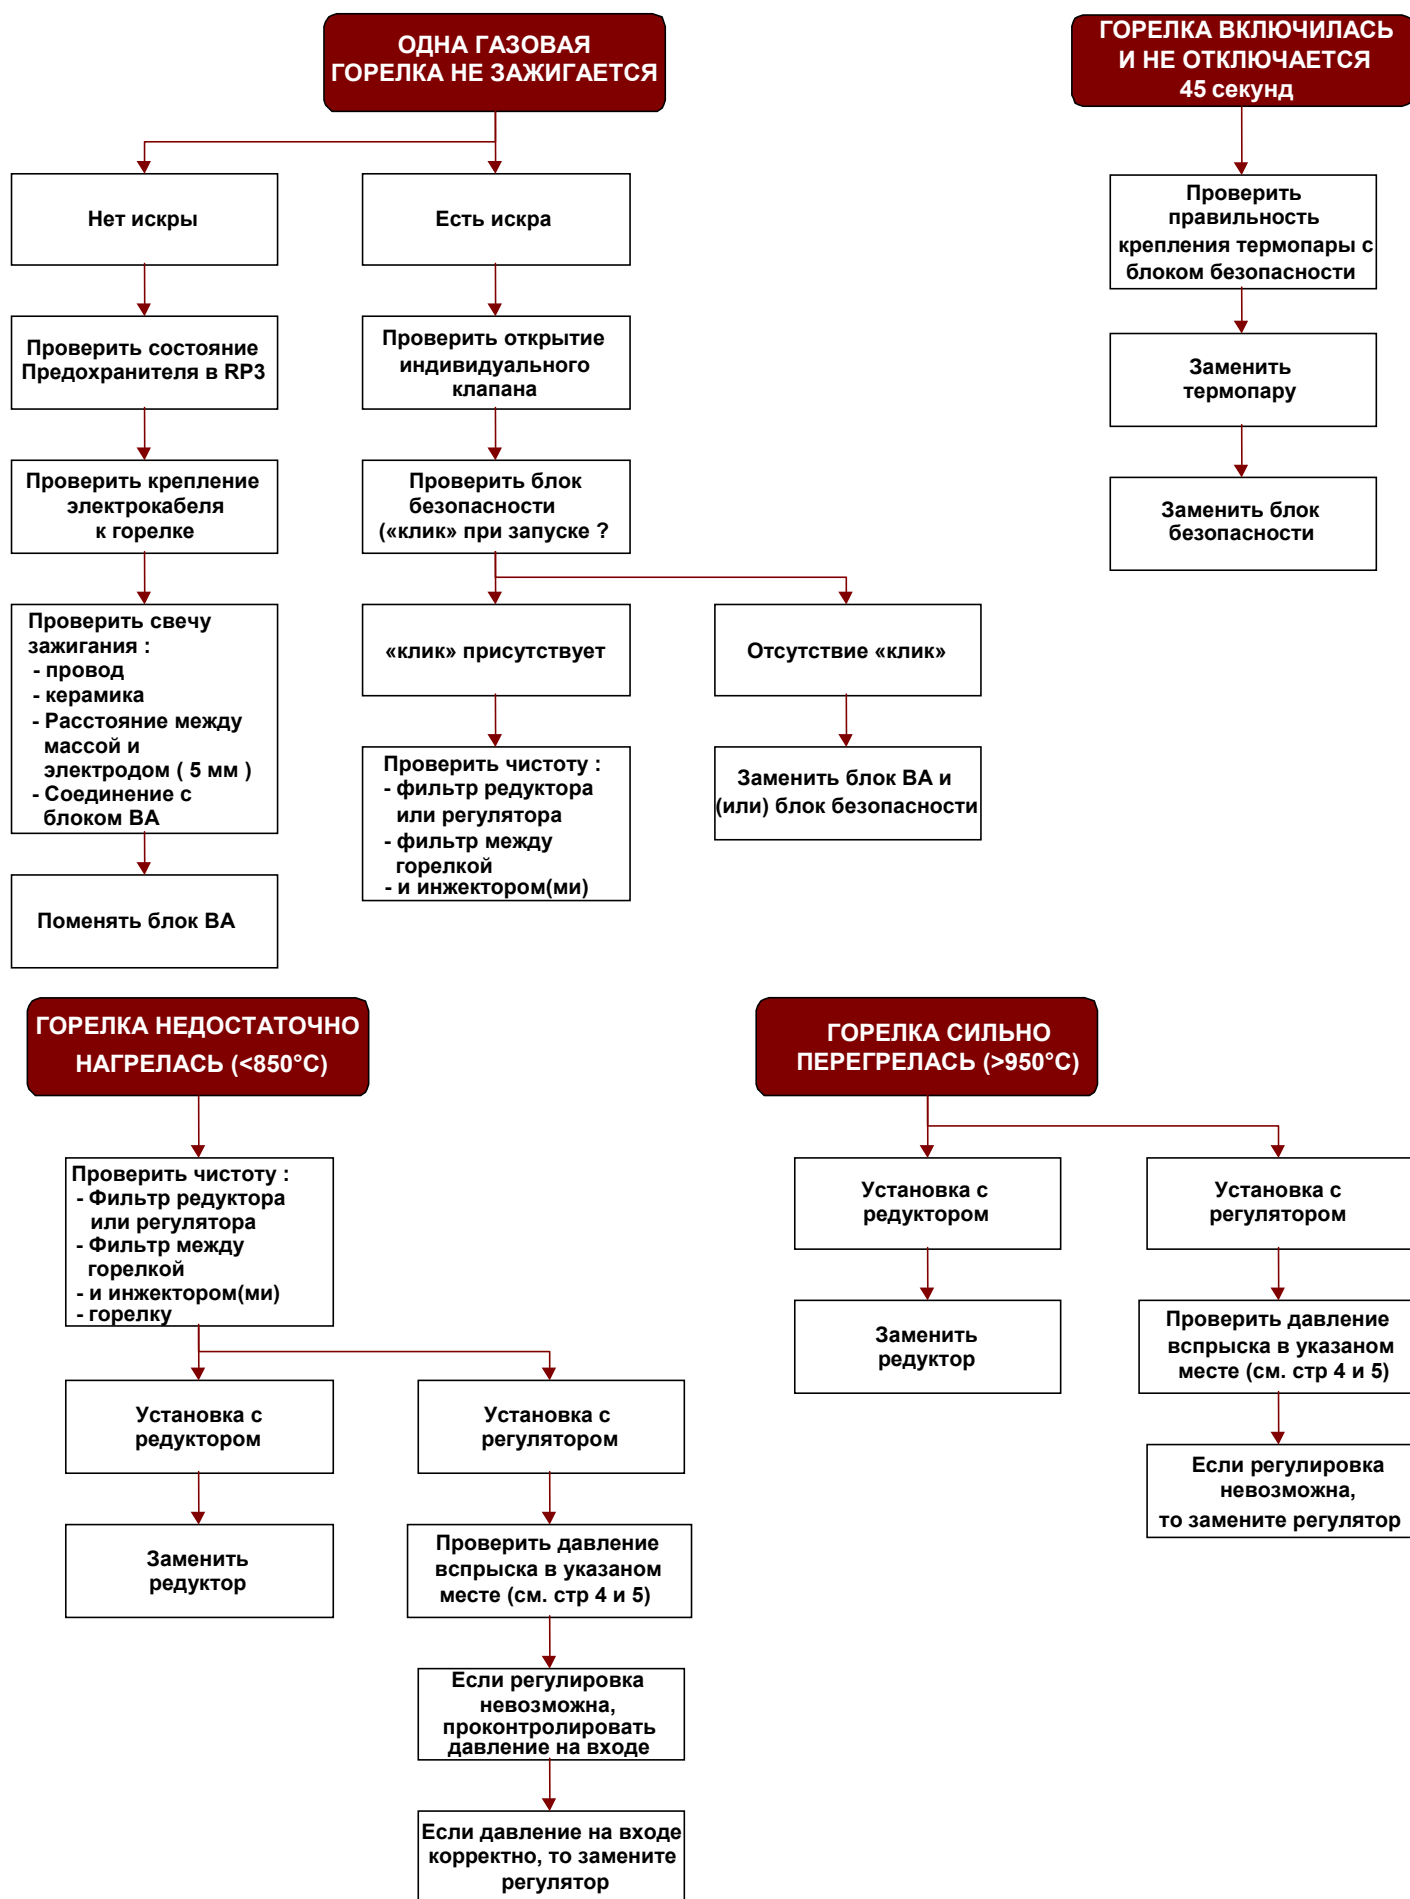 ОДНА ГАЗОВАЯ
ГОРЕЛКА НЕ ЗАЖИГАЕТСЯ
Нет искры
Проверить состояние
Предохранителя в RP3
Проверить крепление
электрокабеля
к горелке
Проверить свечу
зажигания :
- провод
- керамика
- Расстояние между
массой и
электродом ( 5 мм )
- Соединение с
блоком ВА
Поменять блок ВА
Есть искра
Проверить открытие
индивидуального
клапана
Проверить блок
безопасности
(«клик» при запуске ?
«клик» присутствует
Проверить чистоту :
- фильтр редуктора
или регулятора
- фильтр между
горелкой
- и инжектором(ми)
Отсутствие «клик»
Заменить блок ВА и
(или) блок безопасности
ГОРЕЛКА ВКЛЮЧИЛАСЬ
И НЕ ОТКЛЮЧАЕТСЯ
45 секунд
Проверить
правильность
крепления термопары с
блоком безопасности
Заменить
термопару
Заменить блок
безопасности
ГОРЕЛКА НЕДОСТАТОЧНО
НАГРЕЛАСЬ (<850°C)
Проверить чистоту :
- Фильтр редуктора
или регулятора
- Фильтр между
горелкой
- и инжектором(ми)
- горелку
Установка с
редуктором
Заменить
редуктор
Установка с
регулятором
Проверить давление
вспрыска в указаном
месте (см. стр 4 и 5)
Если регулировка
невозможна,
проконтролировать
давление на входе
Если давление на входе
корректно, то замените
регулятор
ГОРЕЛКА СИЛЬНО
ПЕРЕГРЕЛАСЬ (>950°C)
Установка с
редуктором
Заменить
редуктор
Установка с
регулятором
Проверить давление
вспрыска в указаном
месте (см. стр 4 и 5)
Если регулировка
невозможна,
то замените регулятор